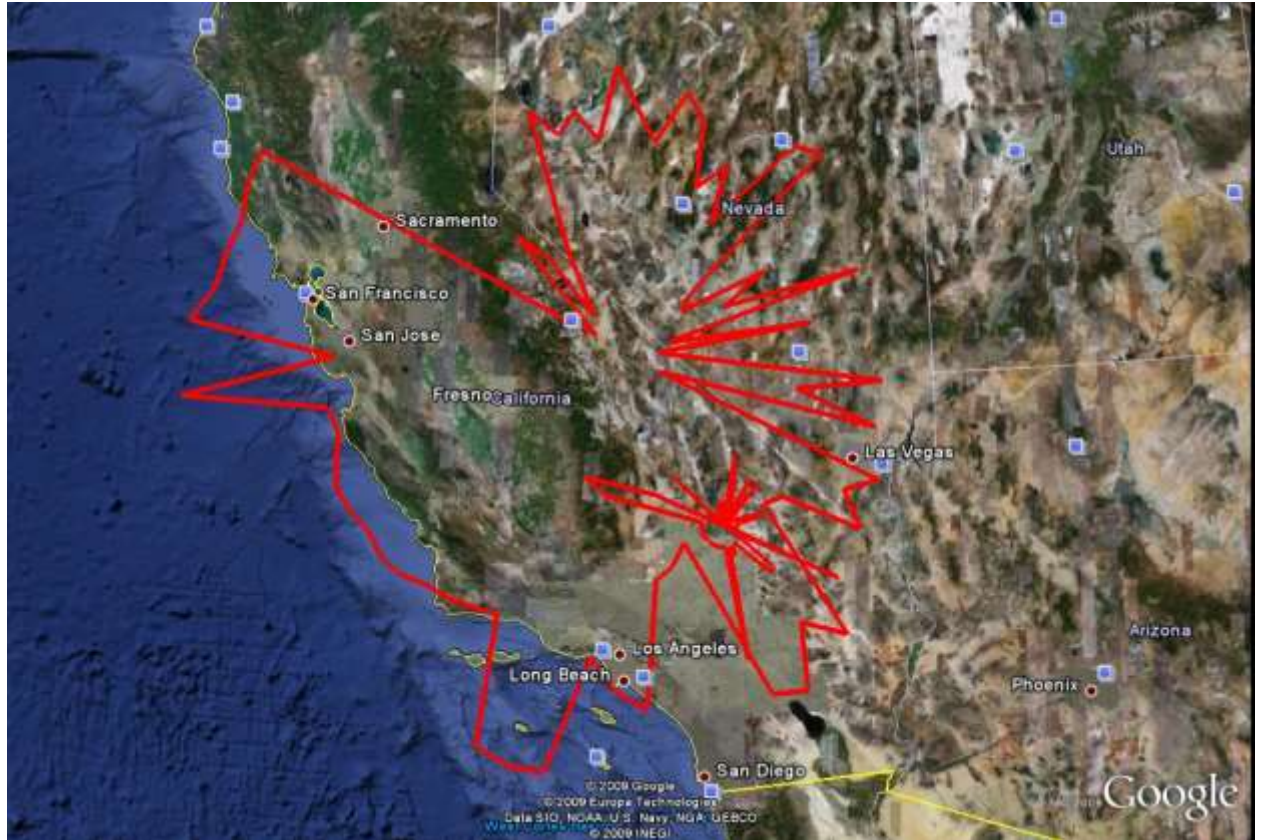 Utah
Nevada
Sacramento
San Francisco
San Jose
Fresno
California
Las Vegas
Los Angeles
Long Beach
Arizona
Phoenix
San Diego
Google
© 2009 Google
© 2009 Europa Technologies
Data SIO, NOAA, U.S. Navy, NGA, GEBCO
© 2009 INEGI